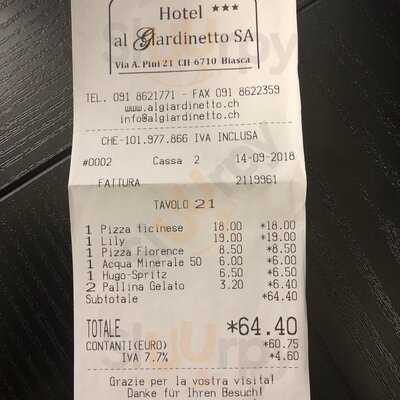 Hotel ***
al Giardinetto SA
Via A. Pini 21 CH-6710 Biasca
TEL. 091 8621771 - FAX 091 8622359
www.algiardinetto.ch
info@algiardinetto.ch
CHE-101.977.866 IVA INCLUSA
#0002 Cassa 2 14-09-2018
FATTURA 2119961
TAVOLO 21
1 Pizza ticinese 18.00 *18.00
1 Lily 19.00 *19.00
1 Pizza Florence 8.50 *8.50
1 Acqua Minerale 50 6.00 *6.00
1 Hugo-Spritz 6.50 *6.50
2 Pallina Gelato 3.20 *6.40
Subtotale *64.40
TOTALE *64.40
CONTANTI(EURO) *60.75
IVA 7.7% *4.60
Grazie per la vostra visita!
Danke für Ihren Besuch!
Sluurpy
Sluurpy